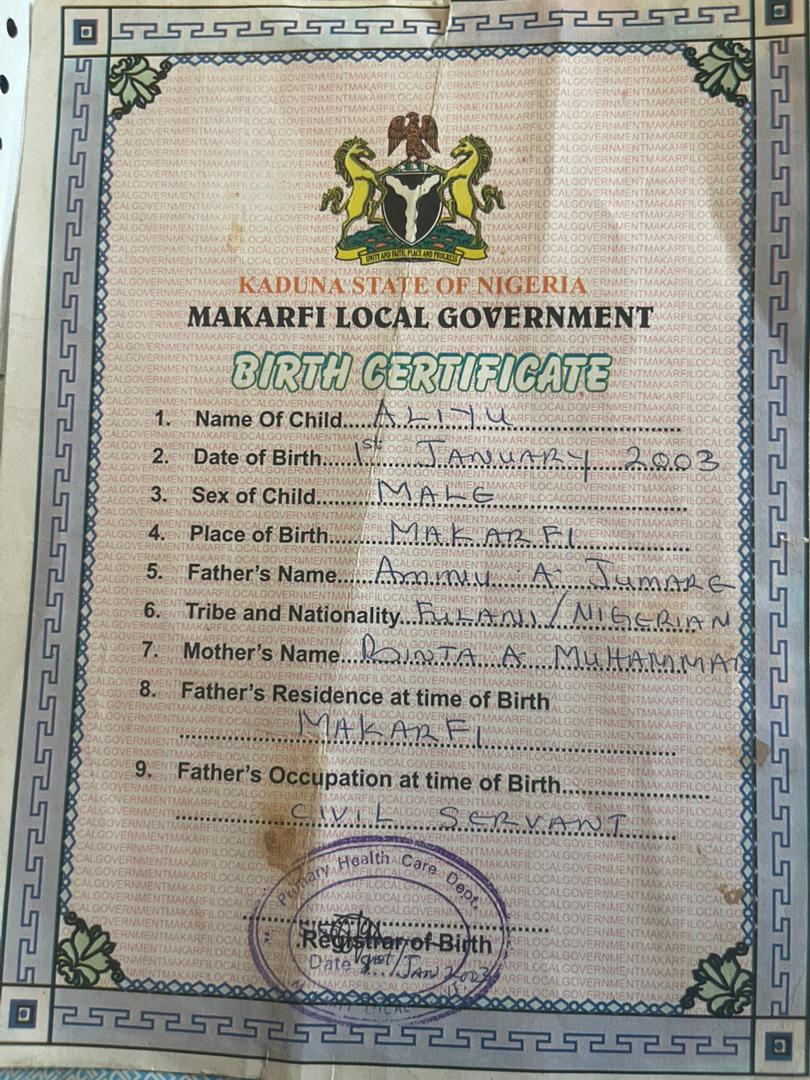 UNITY AND FAITH, PEACE AND PROGRESS
KADUNA STATE OF NIGERIA
MAKARFI LOCAL GOVERNMENT
BIRTH CERTIFICATE
1. Name Of Child....ALIYU
2. Date of Birth....1st JANUARY 2003
3. Sex of Child....MALE
4. Place of Birth....MAKARFI
5. Father's Name....Aminu A. JUMARE
6. Tribe and Nationality...FULANI/NIGERIAN
7. Mother's Name...BINTA A. MUHAMMAD
8. Father's Residence at time of Birth
MAKARFI
9. Father's Occupation at time of Birth....
CIVIL SERVANT
Primary Health Care Dept.
Registrar of Birth
Date JAN 2003
LOCAL